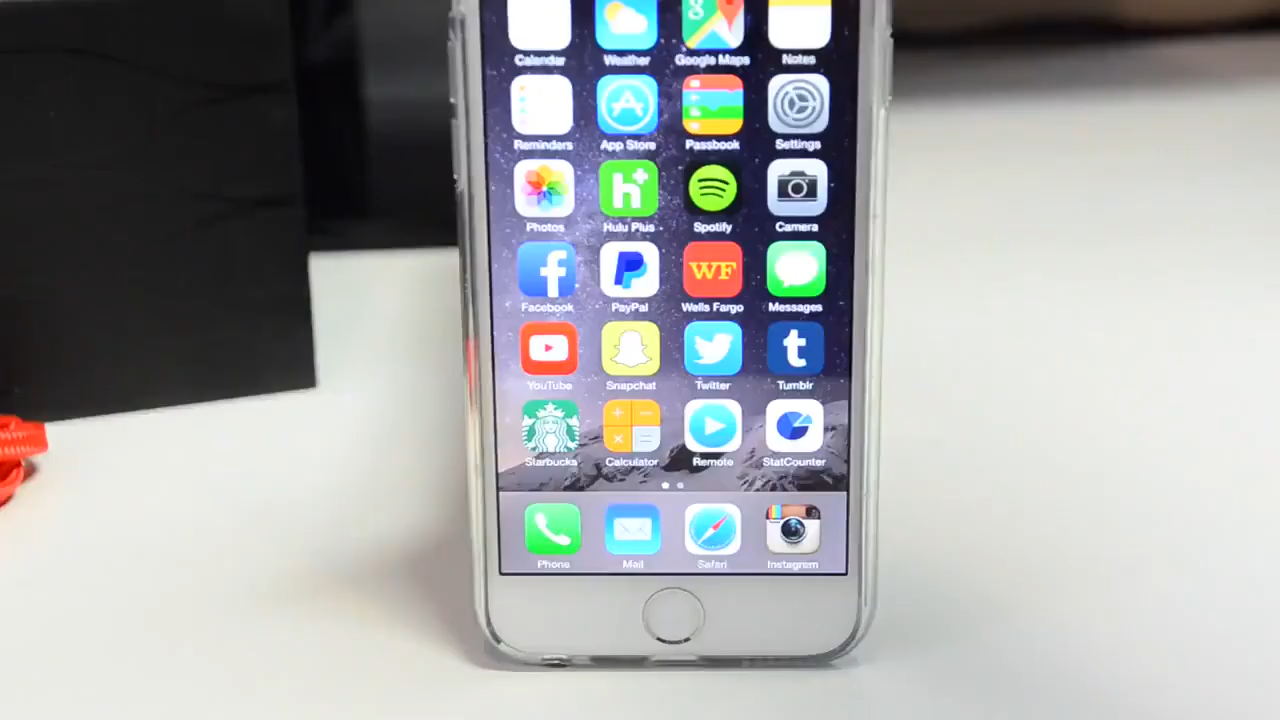 Calendar Weather Google Maps Notes
Reminders App Store Passbook Settings
h+
Photos Hulu Plus Spotify Camera
f WF
Facebook PayPal Wells Fargo Messages
t
YouTube Snapchat Twitter Tumblr
Starbucks Calculator Remote StatCounter
Phone Mail Safari Instagram